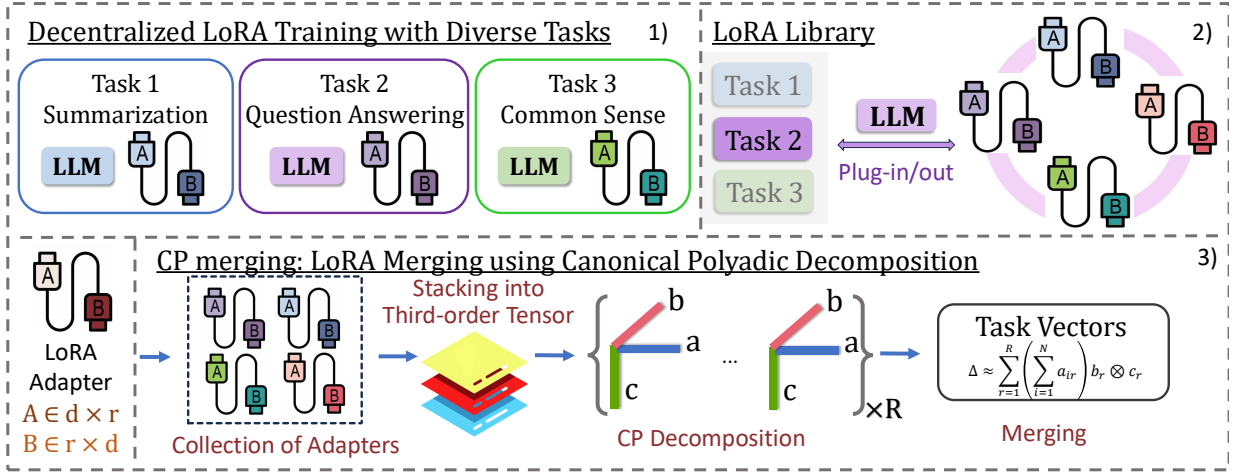 Decentralized LoRA Training with Diverse Tasks 1)
Task 1
Summarization
LLM
A
B
Task 2
Question Answering
LLM
A
B
Task 3
Common Sense
LLM
A
B
LoRA Library
2)
Task 1
Task 2
Task 3
LLM
Plug-in/out
A
B
A
B
A
B
A
B
A
B
LoRA
Adapter
A ∈ d × r
B ∈ r × d
CP merging: LoRA Merging using Canonical Polyadic Decomposition
3)
A
B
A
B
A
B
A
B
Collection of Adapters
Stacking into
Third-order Tensor
b
a
c
...
b
a
c
×R
CP Decomposition
Task Vectors
Δ ≈ ∑_{r=1}^{R} (∑_{i=1}^{N} a_{ir}) b_r ⊗ c_r
Merging